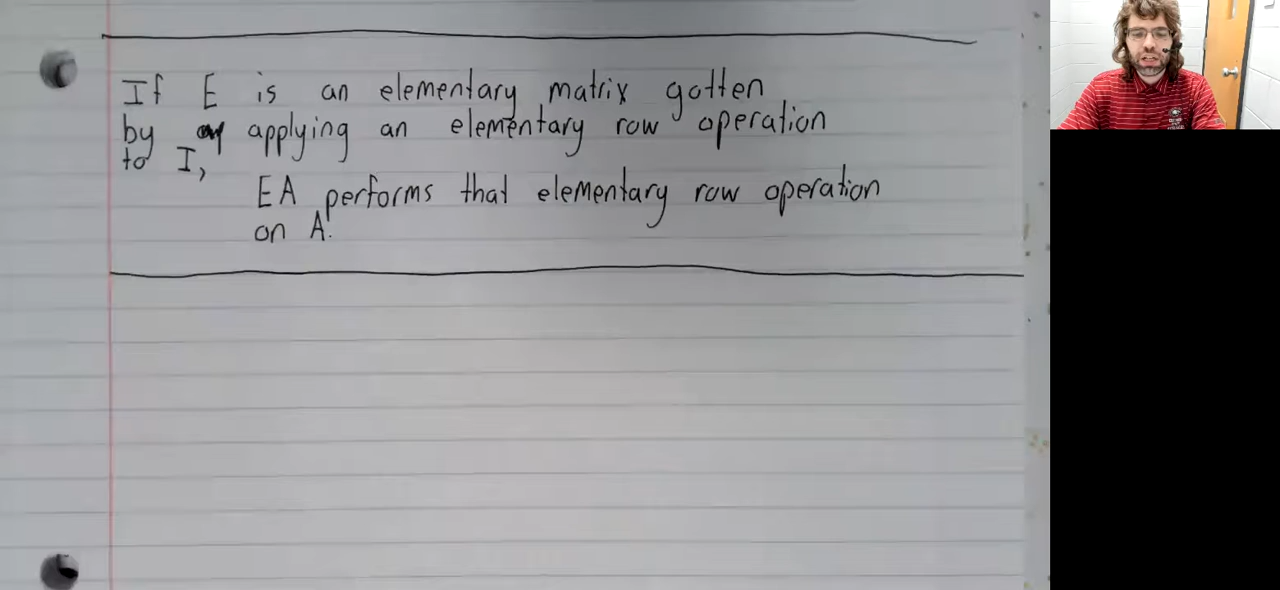 If E is an elementary matrix gotten
by applying an elementary row operation
to I,
EA performs that elementary row operation
on A.